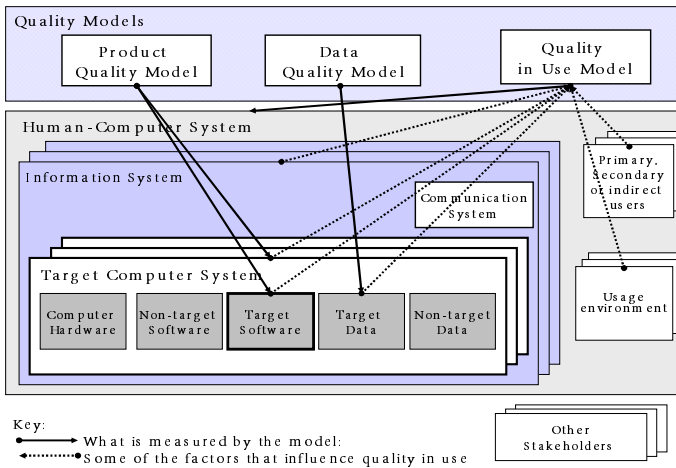 Quality Models
Product
Quality Model
Data
Quality Model
Quality
in Use Model
Human-Computer System
Information System
Communication
System
Primary,
Secondary
or indirect
users
Target Computer System
Computer
Hardware
Non-target
Software
Target
Software
Target
Data
Non-target
Data
Usage
environment
Key:
What is measured by the model:
Some of the factors that influence quality in use
Other
Stakeholders